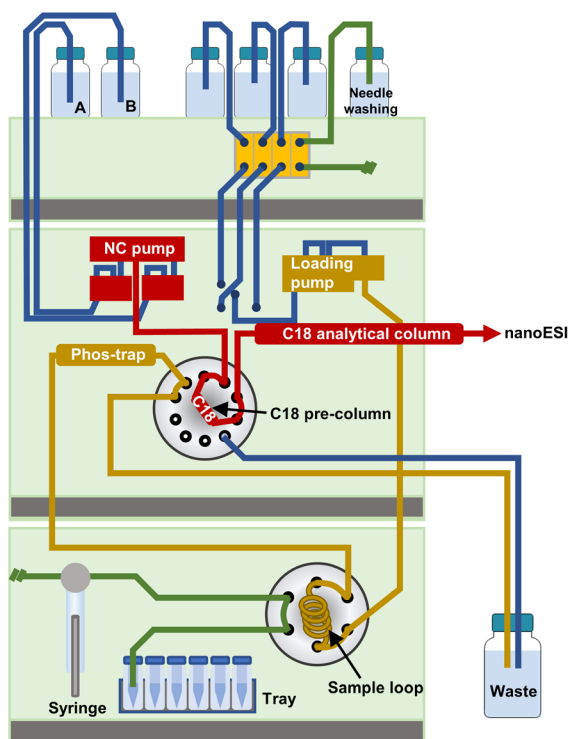 A
B
Needle
washing
NC pump
Loading
pump
C18 analytical column
nanoESI
Phos-trap
C18
C18 pre-column
Sample loop
Syringe
Tray
Waste